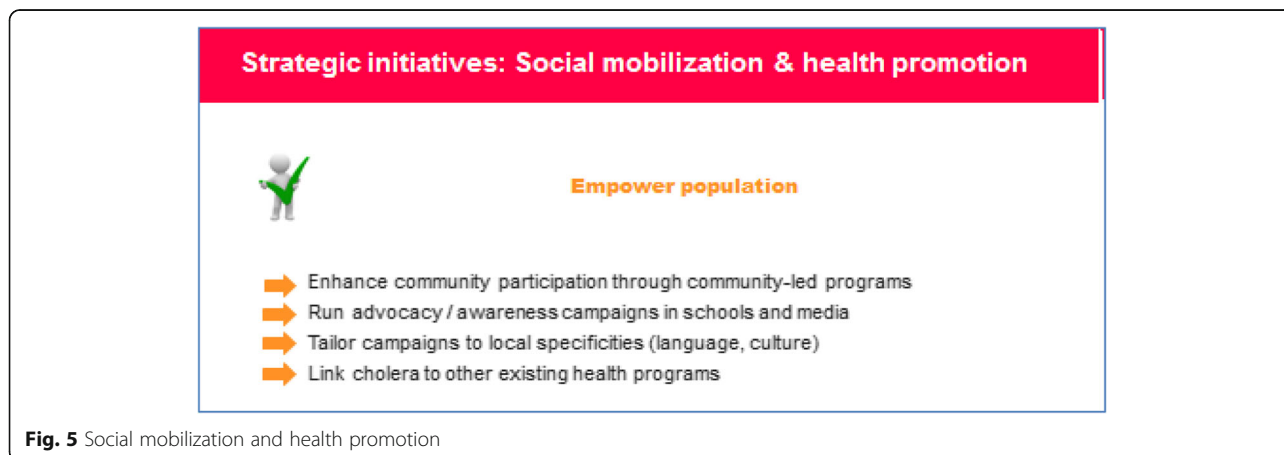 Strategic initiatives: Social mobilization & health promotion
Empower population
Enhance community participation through community-led programs
Run advocacy / awareness campaigns in schools and media
Tailor campaigns to local specificities (language, culture)
Link cholera to other existing health programs
Fig. 5 Social mobilization and health promotion